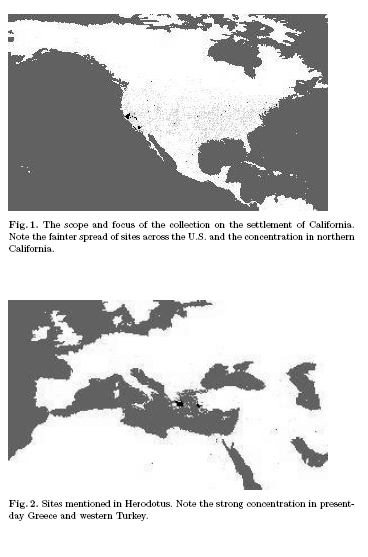 Fig. 1. The scope and focus of the collection on the settlement of California.
Note the fainter spread of sites across the U.S. and the concentration in northern
California.
Fig. 2. Sites mentioned in Herodotus. Note the strong concentration in present-
day Greece and western Turkey.